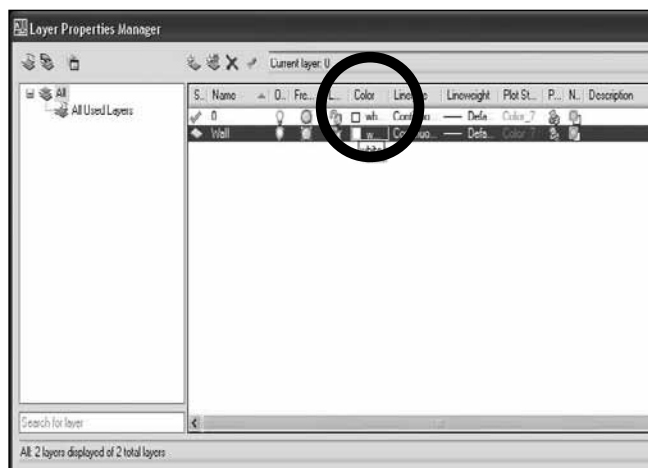 Layer Properties Manager
Current layer: 0
All
All Used Layers
S.. Name O.. Fre... L... Color Lineweight Plot St... P... N.. Description
0 wh... Defa... Color_7
Wall w... Defa... Color_7
Search for layer
All: 2 layers displayed of 2 total layers